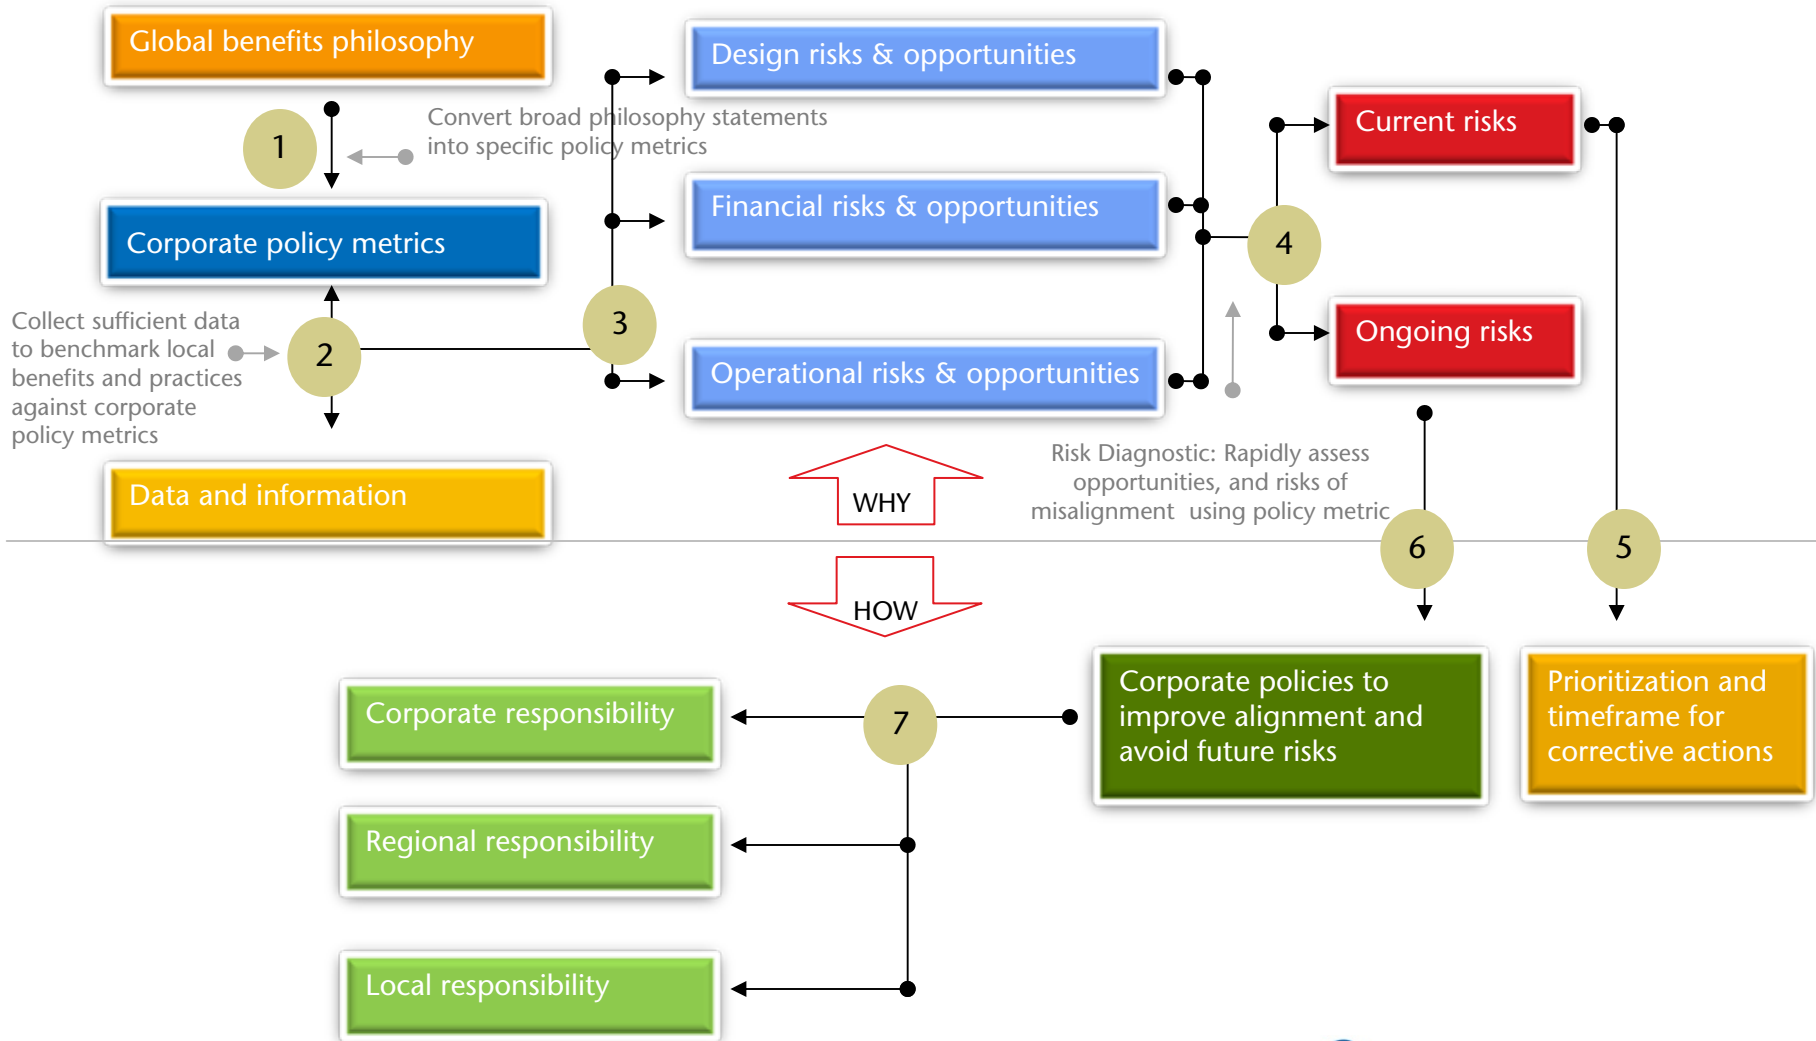 Global benefits philosophy
1
Convert broad philosophy statements
into specific policy metrics
Corporate policy metrics
Collect sufficient data
to benchmark local
benefits and practices
against corporate
policy metrics
2
Data and information
3
Design risks & opportunities
Financial risks & opportunities
Operational risks & opportunities
4
Current risks
Ongoing risks
Risk Diagnostic: Rapidly assess
opportunities, and risks of
misalignment  using policy metric
WHY
HOW
6
5
Corporate policies to
improve alignment and
avoid future risks
Prioritization and
timeframe for
corrective actions
7
Corporate responsibility
Regional responsibility
Local responsibility